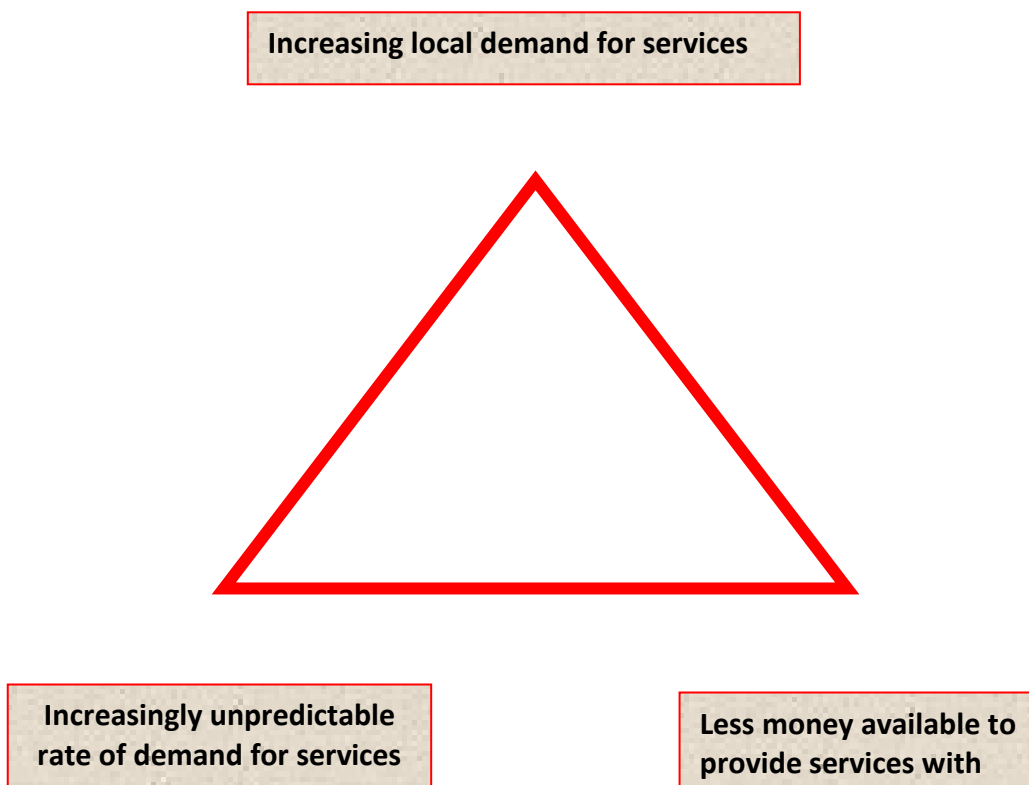 Increasing local demand for services
Increasingly unpredictable
rate of demand for services
Less money available to
provide services with